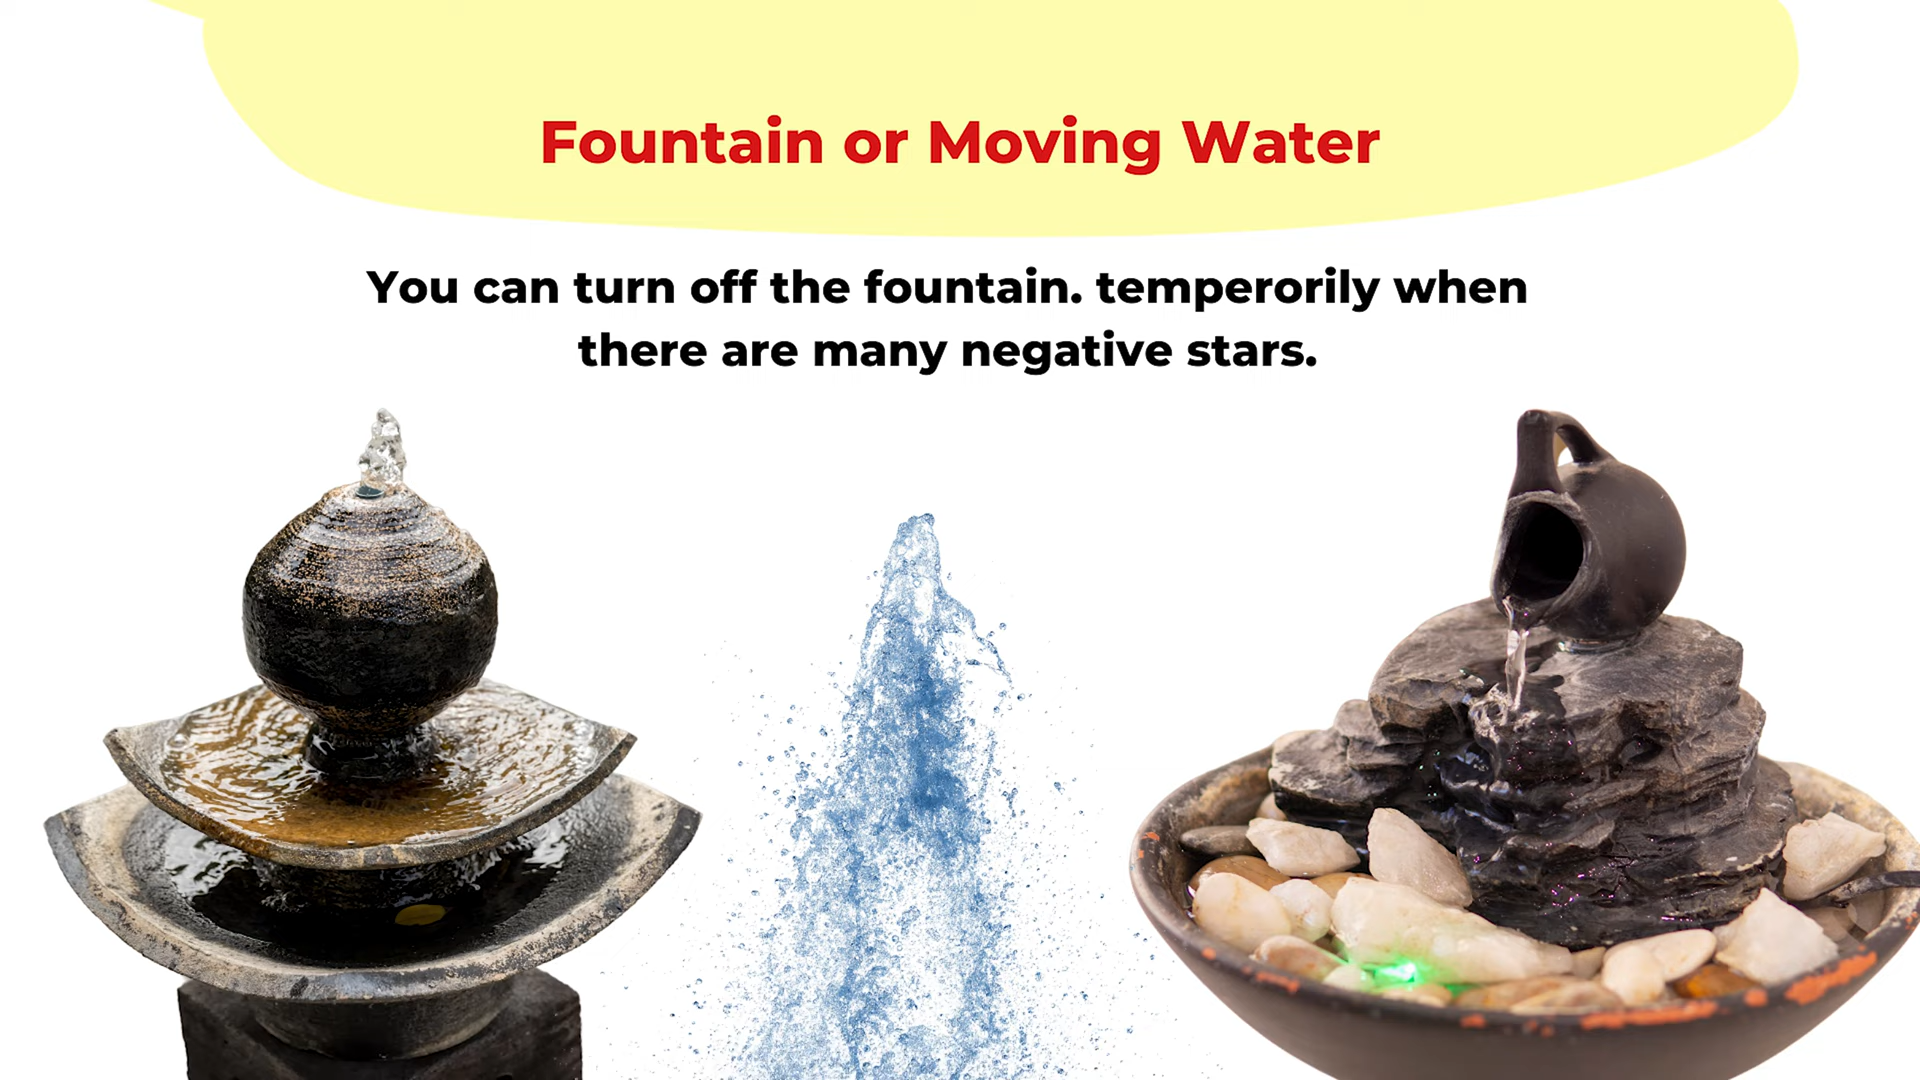 Fountain or Moving Water
You can turn off the fountain. temperorily when
there are many negative stars.